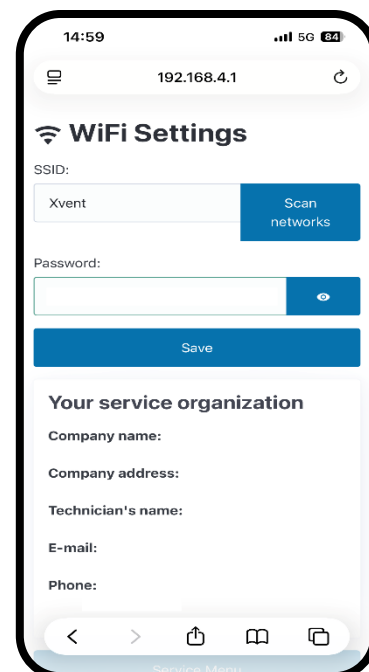 14:59 5G 84
192.168.4.1
WiFi Settings
SSID:
Xvent Scan
networks
Password:
Save
Your service organization
Company name:
Company address:
Technician's name:
E-mail:
Phone:
Service Menu